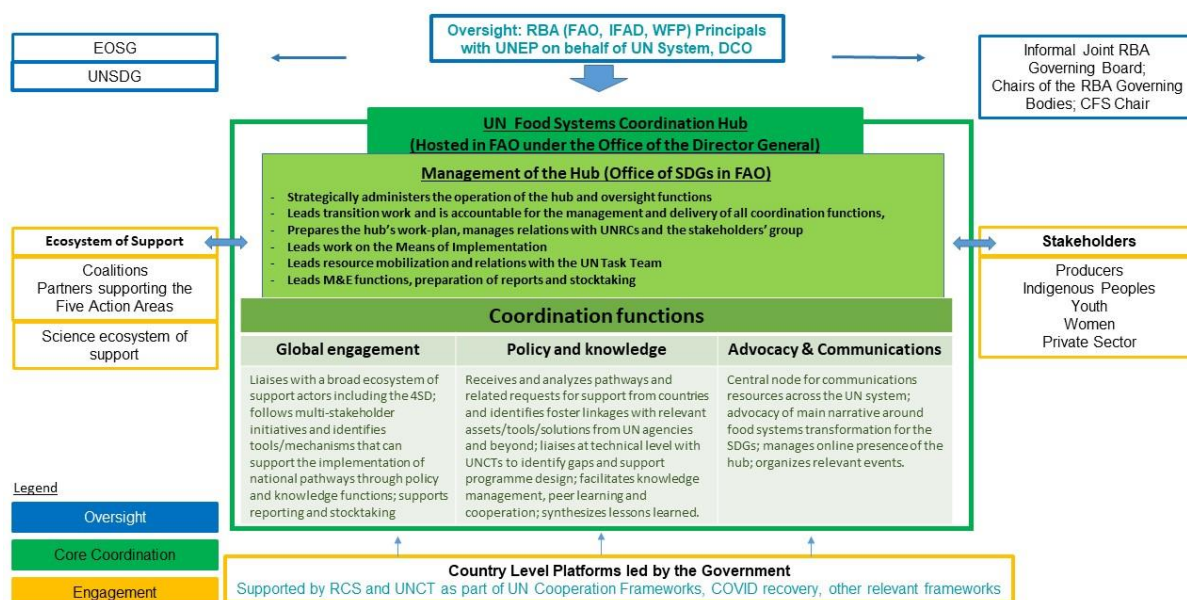 Oversight: RBA (FAO, IFAD, WFP) Principals
with UNEP on behalf of UN System, DCO
EOSG
UNSDG
Informal Joint RBA
Governing Board;
Chairs of the RBA Governing
Bodies; CFS Chair
UN Food Systems Coordination Hub
(Hosted in FAO under the Office of the Director General)
Management of the Hub (Office of SDGs in FAO)
- Strategically administers the operation of the hub and oversight functions
- Leads transition work and is accountable for the management and delivery of all coordination functions,
- Prepares the hub's work-plan, manages relations with UNRCs and the stakeholders' group
- Leads work on the Means of Implementation
- Leads resource mobilization and relations with the UN Task Team
- Leads M&E functions, preparation of reports and stocktaking
Ecosystem of Support
Coalitions
Partners supporting the
Five Action Areas
Science ecosystem of
support
Stakeholders
Producers
Indigenous Peoples
Youth
Women
Private Sector
Coordination functions
Global engagement
Liaises with a broad ecosystem of
support actors including the 4SD;
follows multi-stakeholder
initiatives and identifies
tools/mechanisms that can
support the implementation of
national pathways through policy
and knowledge functions; supports
reporting and stocktaking
Policy and knowledge
Receives and analyzes pathways and
related requests for support from countries
and identifies foster linkages with relevant
assets/tools/solutions from UN agencies
and beyond; liaises at technical level with
UNCTs to identify gaps and support
programme design; facilitates knowledge
management, peer learning and
cooperation; synthesizes lessons learned.
Advocacy & Communications
Central node for communications
resources across the UN system;
advocacy of main narrative around
food systems transformation for the
SDGs; manages online presence of the
hub; organizes relevant events.
Legend
Oversight
Core Coordination
Engagement
Country Level Platforms led by the Government
Supported by RCS and UNCT as part of UN Cooperation Frameworks, COVID recovery, other relevant frameworks